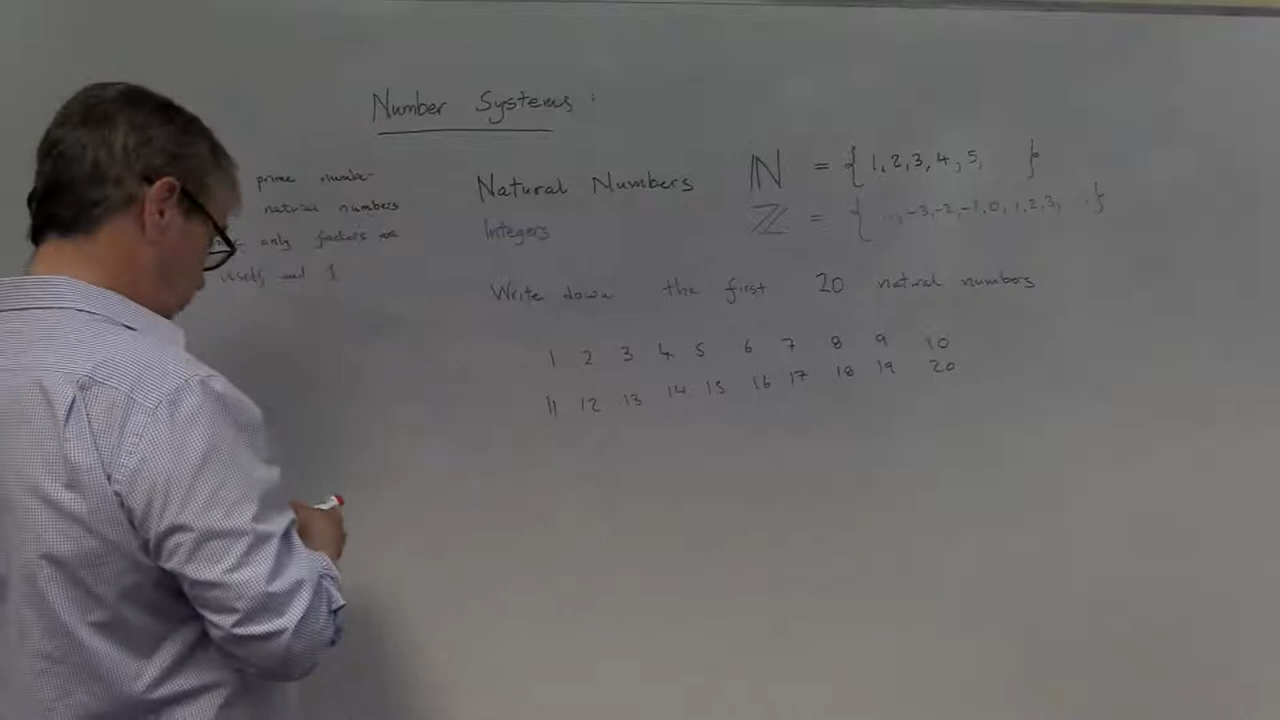 Number Systems :
prime number
natural numbers
only factors are
itself and 1
Natural Numbers ℕ = { 1,2,3,4,5, }
Integers ℤ = { ..,-3,-2,-1,0,1,2,3, . }
Write down the first 20 natural numbers
1 2 3 4 5 6 7 8 9 10
11 12 13 14 15 16 17 18 19 20